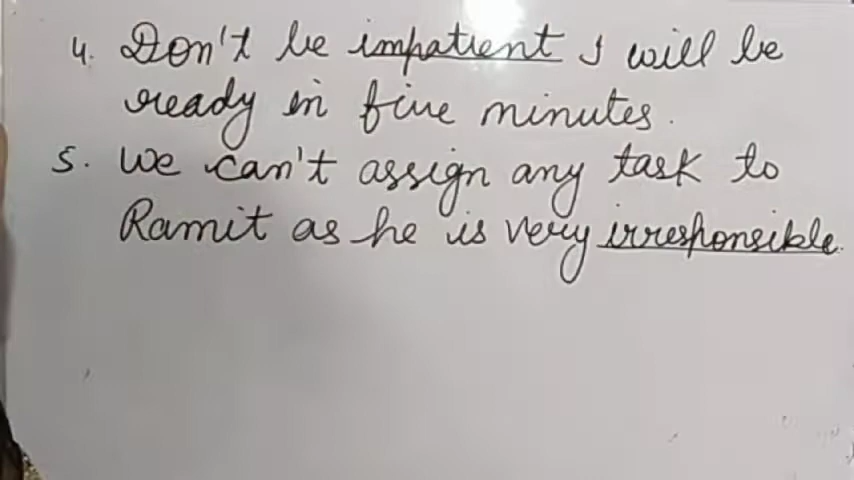 4. Don't be impatient I will be
ready in five minutes.
5. We can't assign any task to
Ramit as he is very irresponsible.